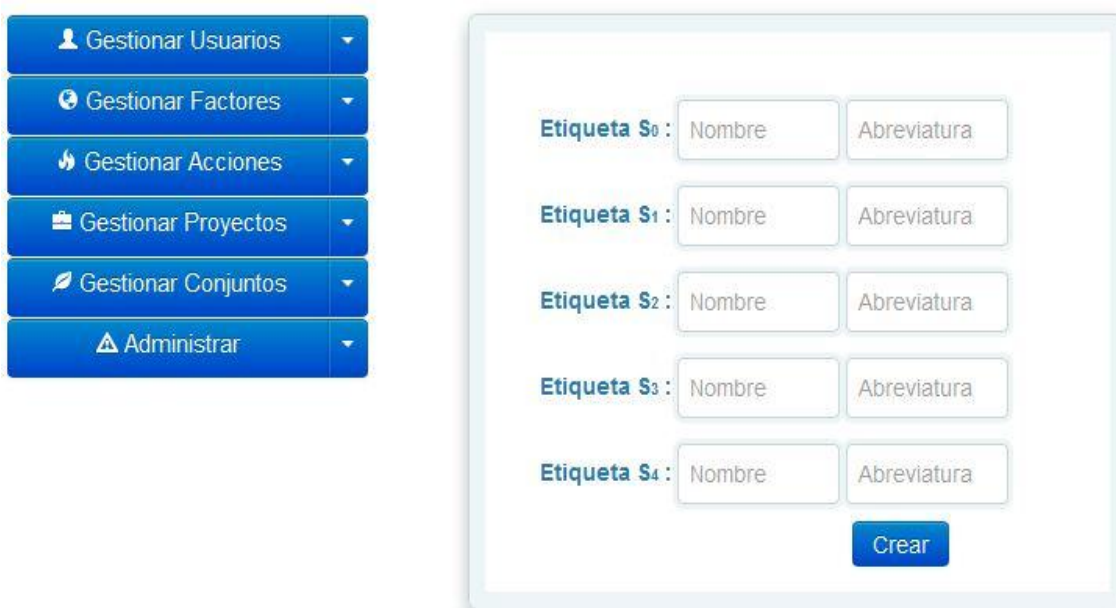 Gestionar Usuarios
Gestionar Factores
Gestionar Acciones
Gestionar Proyectos
Gestionar Conjuntos
Administrar
Etiqueta S₀ : Nombre Abreviatura
Etiqueta S₁ : Nombre Abreviatura
Etiqueta S₂ : Nombre Abreviatura
Etiqueta S₃ : Nombre Abreviatura
Etiqueta S₄ : Nombre Abreviatura
Crear